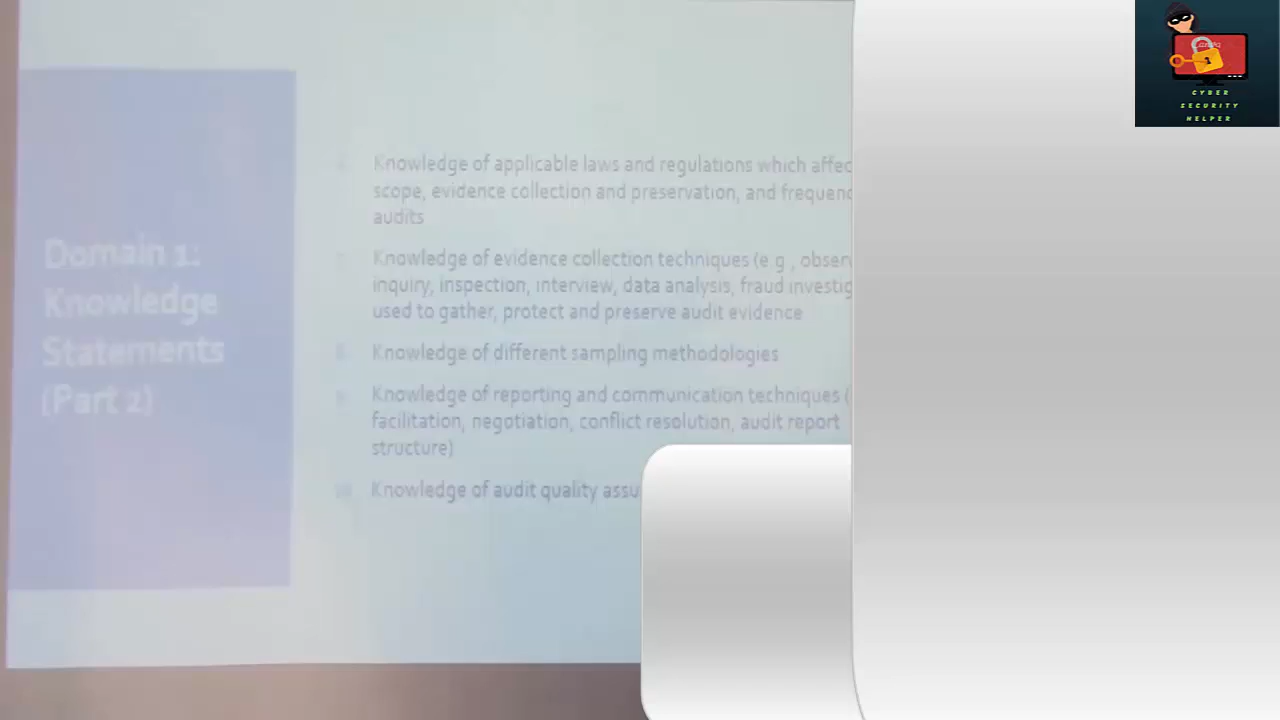 Domain 1:
Knowledge
Statements
(Part 2)
Knowledge of applicable laws and regulations which affec
scope, evidence collection and preservation, and frequenc
audits
Knowledge of evidence collection techniques (e g , obser
inquiry, inspection, interview, data analysis, fraud investig
used to gather, protect and preserve audit evidence
Knowledge of different sampling methodologies
Knowledge of reporting and communication techniques (
facilitation, negotiation, conflict resolution, audit report
structure)
Knowledge of audit quality assu
CYBER
SECURITY
HELPER